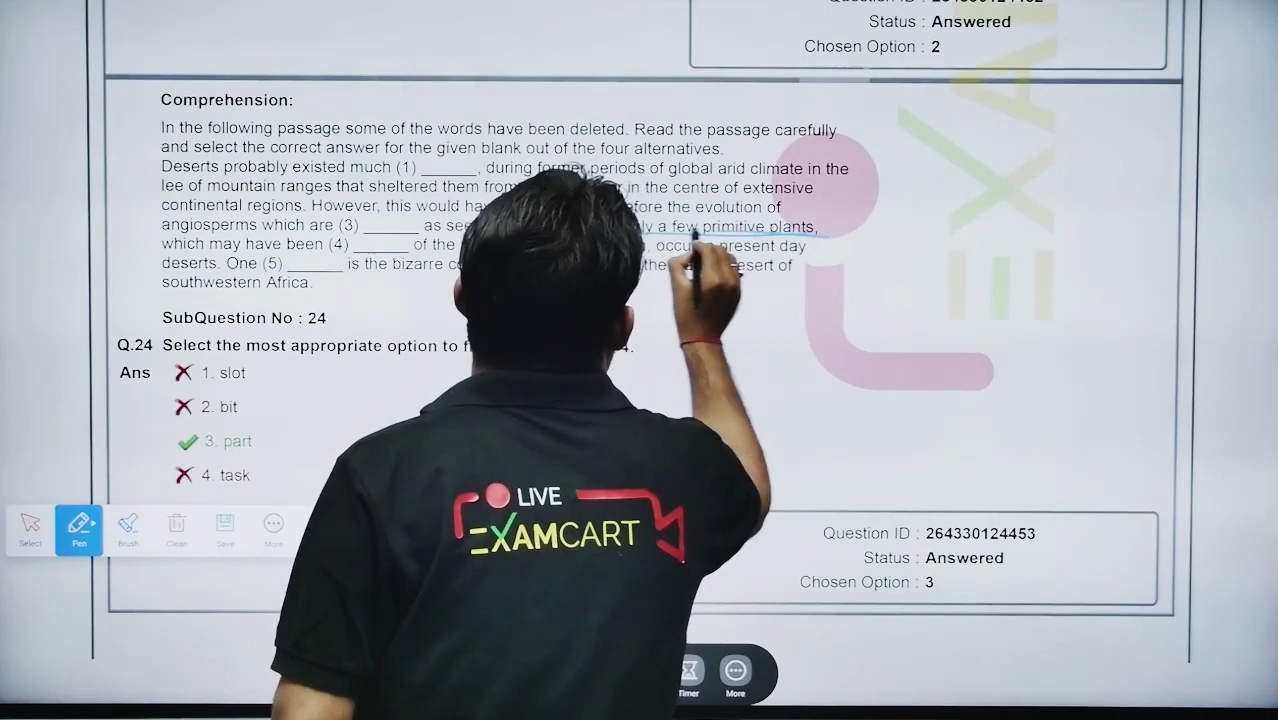 Status : Answered
Chosen Option : 2
Comprehension:
In the following passage some of the words have been deleted. Read the passage carefully
and select the correct answer for the given blank out of the four alternatives.
Deserts probably existed much (1) ______, during former periods of global arid climate in the
lee of mountain ranges that sheltered them from in the centre of extensive
continental regions. However, this would the evolution of
angiosperms which are (3) ______ as a few primitive plants,
which may have been (4) ______ of the present day
deserts. One (5) ______ is the bizarre of
southwestern Africa.
SubQuestion No : 24
Q.24 Select the most appropriate option to 4.
Ans 1. slot
2. bit
3. part
4. task
Select Pen Brush Clean Save More
Question ID : 264330124453
Status : Answered
Chosen Option : 3
LIVE
EXAMCART
Timer More